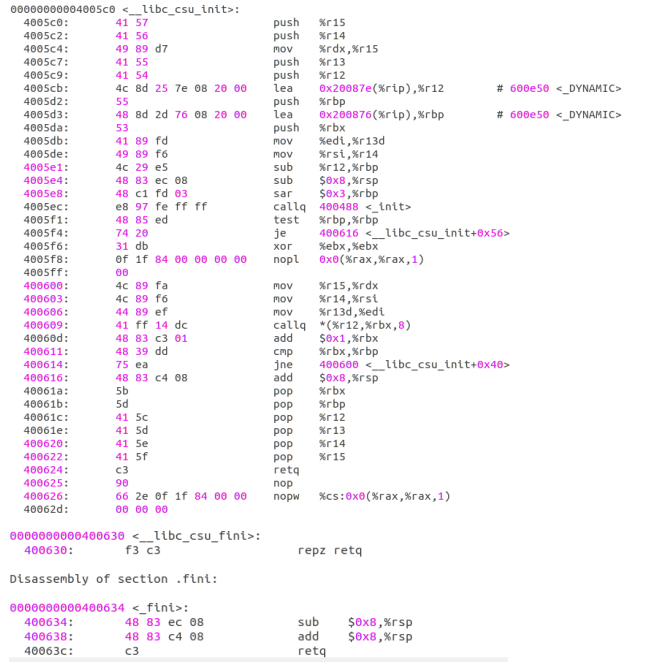 00000000004005c0 <__libc_csu_init>:
4005c0: 41 57 push %r15
4005c2: 41 56 push %r14
4005c4: 49 89 d7 mov %rdx,%r15
4005c7: 41 55 push %r13
4005c9: 41 54 push %r12
4005cb: 4c 8d 25 7e 08 20 00 lea 0x20087e(%rip),%r12 # 600e50 <_DYNAMIC>
4005d2: 55 push %rbp
4005d3: 48 8d 2d 76 08 20 00 lea 0x200876(%rip),%rbp # 600e50 <_DYNAMIC>
4005da: 53 push %rbx
4005db: 41 89 fd mov %edi,%r13d
4005de: 49 89 f6 mov %rsi,%r14
4005e1: 4c 29 e5 sub %r12,%rbp
4005e4: 48 83 ec 08 sub $0x8,%rsp
4005e8: 48 c1 fd 03 sar $0x3,%rbp
4005ec: e8 97 fe ff ff callq 400488 <_init>
4005f1: 48 85 ed test %rbp,%rbp
4005f4: 74 20 je 400616 <__libc_csu_init+0x56>
4005f6: 31 db xor %ebx,%ebx
4005f8: 0f 1f 84 00 00 00 00 nopl 0x0(%rax,%rax,1)
4005ff: 00
400600: 4c 89 fa mov %r15,%rdx
400603: 4c 89 f6 mov %r14,%rsi
400606: 44 89 ef mov %r13d,%edi
400609: 41 ff 14 dc callq *(%r12,%rbx,8)
40060d: 48 83 c3 01 add $0x1,%rbx
400611: 48 39 dd cmp %rbx,%rbp
400614: 75 ea jne 400600 <__libc_csu_init+0x40>
400616: 48 83 c4 08 add $0x8,%rsp
40061a: 5b pop %rbx
40061b: 5d pop %rbp
40061c: 41 5c pop %r12
40061e: 41 5d pop %r13
400620: 41 5e pop %r14
400622: 41 5f pop %r15
400624: c3 retq
400625: 90 nop
400626: 66 2e 0f 1f 84 00 00 nopw %cs:0x0(%rax,%rax,1)
40062d: 00 00 00
0000000000400630 <__libc_csu_fini>:
400630: f3 c3 repz retq
Disassembly of section .fini:
0000000000400634 <_fini>:
400634: 48 83 ec 08 sub $0x8,%rsp
400638: 48 83 c4 08 add $0x8,%rsp
40063c: c3 retq